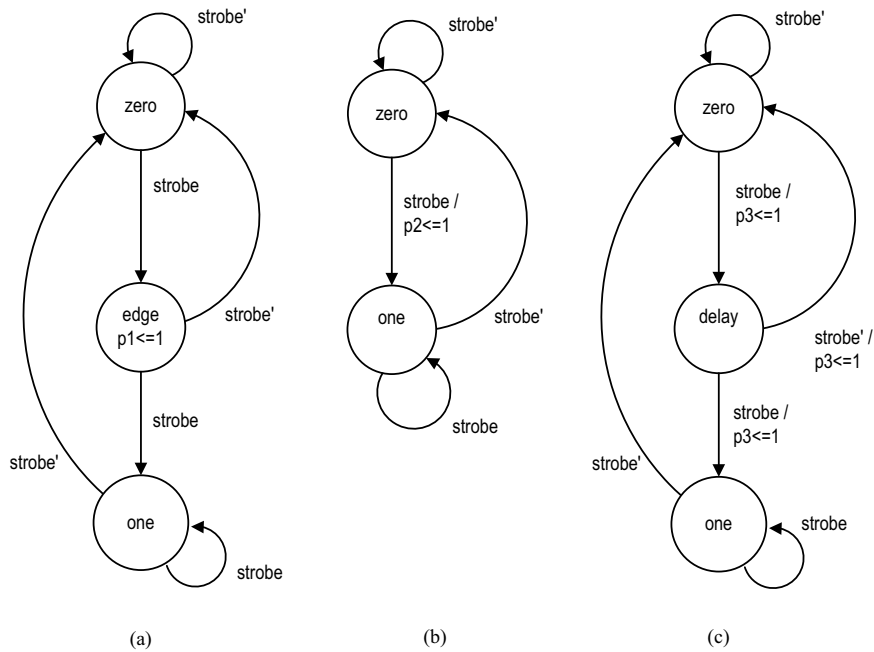 strobe'
zero
strobe
edge
p1<=1
strobe'
strobe
strobe'
one
strobe
(a)
strobe'
zero
strobe /
p2<=1
one
strobe'
strobe
(b)
strobe'
zero
strobe /
p3<=1
delay
strobe' /
p3<=1
strobe /
p3<=1
strobe'
one
strobe
(c)